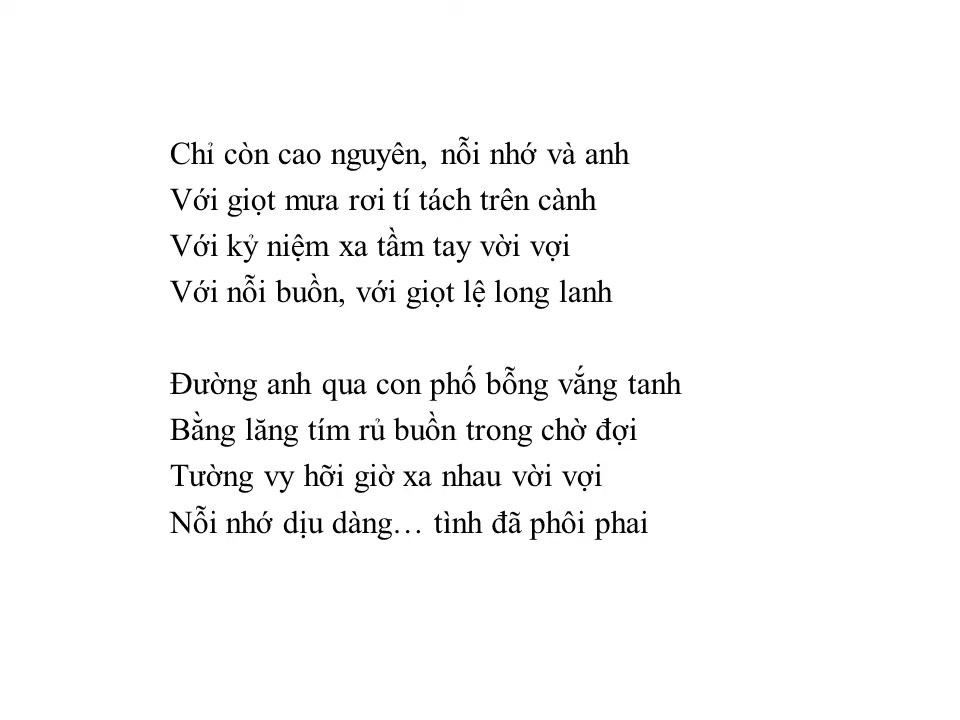 Chỉ còn cao nguyên, nỗi nhớ và anh
Với giọt mưa rơi tí tách trên cành
Với kỷ niệm xa tầm tay vời vợi
Với nỗi buồn, với giọt lệ long lanh
Đường anh qua con phố bỗng vắng tanh
Bằng lăng tím rủ buồn trong chờ đợi
Tường vy hỡi giờ xa nhau vời vợi
Nỗi nhớ dịu dàng… tình đã phôi phai